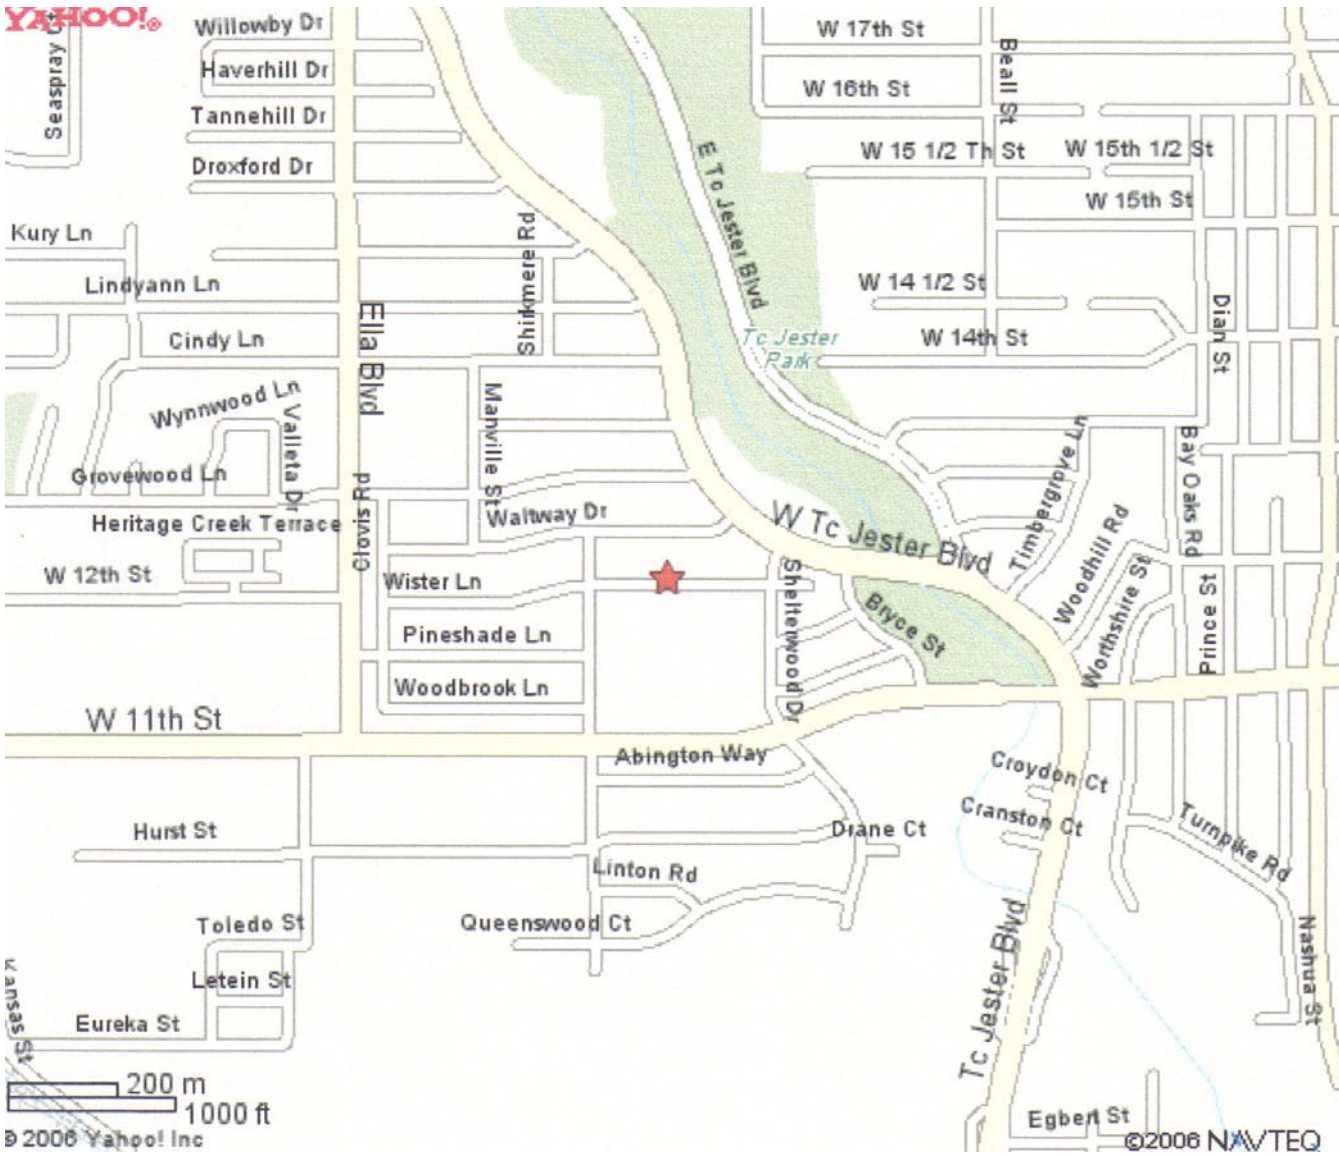 YAHOO!®
Seaspray Ct
Willowby Dr
Haverhill Dr
Tannehill Dr
Droxford Dr
W 17th St
Beall St
W 16th St
W 15 1/2 Th St
W 15th 1/2 St
W 15th St
E Tc Jester Blvd
Kury Ln
Shirkmere Rd
Lindyann Ln
W 14 1/2 St
Dian St
Ella Blvd
Cindy Ln
Tc Jester
Park
W 14th St
Wynnwood Ln
Valleta Dr
Manville St
Grovewood Ln
Clovis Rd
Timbergrove Ln
Bay Oaks Rd
Heritage Creek Terrace
Waltway Dr
W Tc Jester Blvd
Woodhill Rd
W 12th St
Wister Ln
Shelterwood Dr
Bryce St
Worthshire St
Prince St
Pineshade Ln
Woodbrook Ln
W 11th St
Abington Way
Croydon Ct
Cranston Ct
Turnpike Rd
Hurst St
Drane Ct
Linton Rd
Toledo St
Queenswood Ct
Tc Jester Blvd
Nashua St
Kansas St
Letein St
Eureka St
200 m
1000 ft
Egbert St
© 2006 Yahoo! Inc
©2006 NAVTEQ